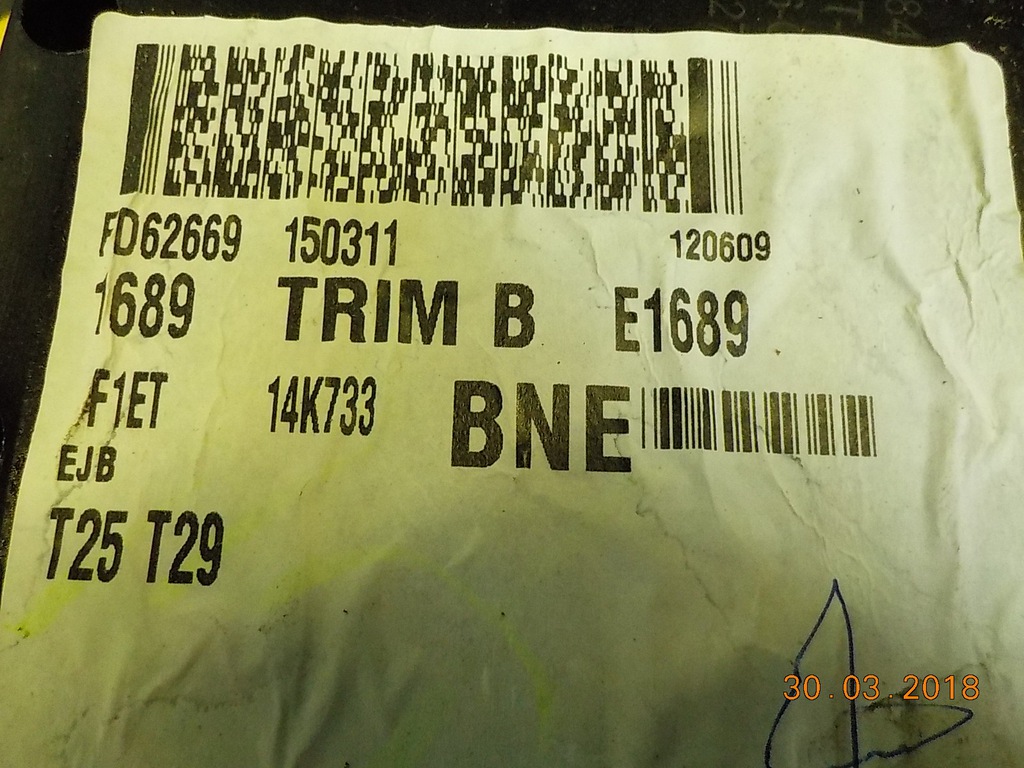 FD62669 150311 120609
1689 TRIM B E1689
F1ET 14K733 BNE
EJB
T25 T29
30.03.2018